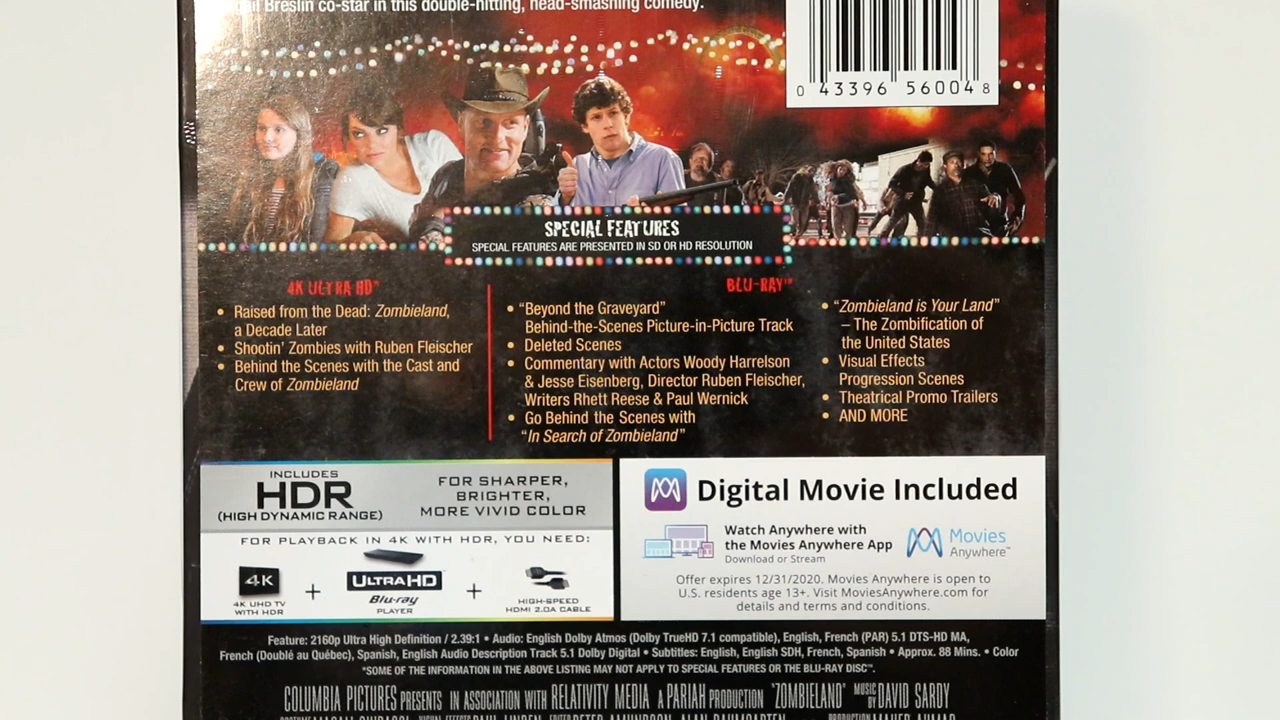 Breslin co-star in this double-hitting, head-smashing comedy.
0 43396 56004 8
SPECIAL FEATURES
SPECIAL FEATURES ARE PRESENTED IN SD OR HD RESOLUTION
4K ULTRA HD™
• Raised from the Dead: Zombieland,
a Decade Later
• Shootin' Zombies with Ruben Fleischer
• Behind the Scenes with the Cast and
Crew of Zombieland
BLU-RAY™
• “Beyond the Graveyard”
Behind-the-Scenes Picture-in-Picture Track
• Deleted Scenes
• Commentary with Actors Woody Harrelson
& Jesse Eisenberg, Director Ruben Fleischer,
Writers Rhett Reese & Paul Wernick
• Go Behind the Scenes with
“In Search of Zombieland”
• “Zombieland is Your Land”
– The Zombification of
the United States
• Visual Effects
Progression Scenes
• Theatrical Promo Trailers
• AND MORE
INCLUDES
HDR
(HIGH DYNAMIC RANGE)
FOR SHARPER,
BRIGHTER,
MORE VIVID COLOR
FOR PLAYBACK IN 4K WITH HDR, YOU NEED:
4K
4K UHD TV
WITH HDR
+
ULTRA HD
Blu-ray
PLAYER
+
HIGH-SPEED
HDMI 2.0A CABLE
Digital Movie Included
Watch Anywhere with
the Movies Anywhere App
Download or Stream
Movies
Anywhere™
Offer expires 12/31/2020. Movies Anywhere is open to
U.S. residents age 13+. Visit MoviesAnywhere.com for
details and terms and conditions.
Feature: 2160p Ultra High Definition / 2.39:1 • Audio: English Dolby Atmos (Dolby TrueHD 7.1 compatible), English, French (PAR) 5.1 DTS-HD MA,
French (Doublé au Québec), Spanish, English Audio Description Track 5.1 Dolby Digital • Subtitles: English, English SDH, French, Spanish • Approx. 88 Mins. • Color
*SOME OF THE INFORMATION IN THE ABOVE LISTING MAY NOT APPLY TO SPECIAL FEATURES OR THE BLU-RAY DISC™.
COLUMBIA PICTURES PRESENTS IN ASSOCIATION WITH RELATIVITY MEDIA A PARIAH PRODUCTION "ZOMBIELAND" MUSIC BY DAVID SARDY